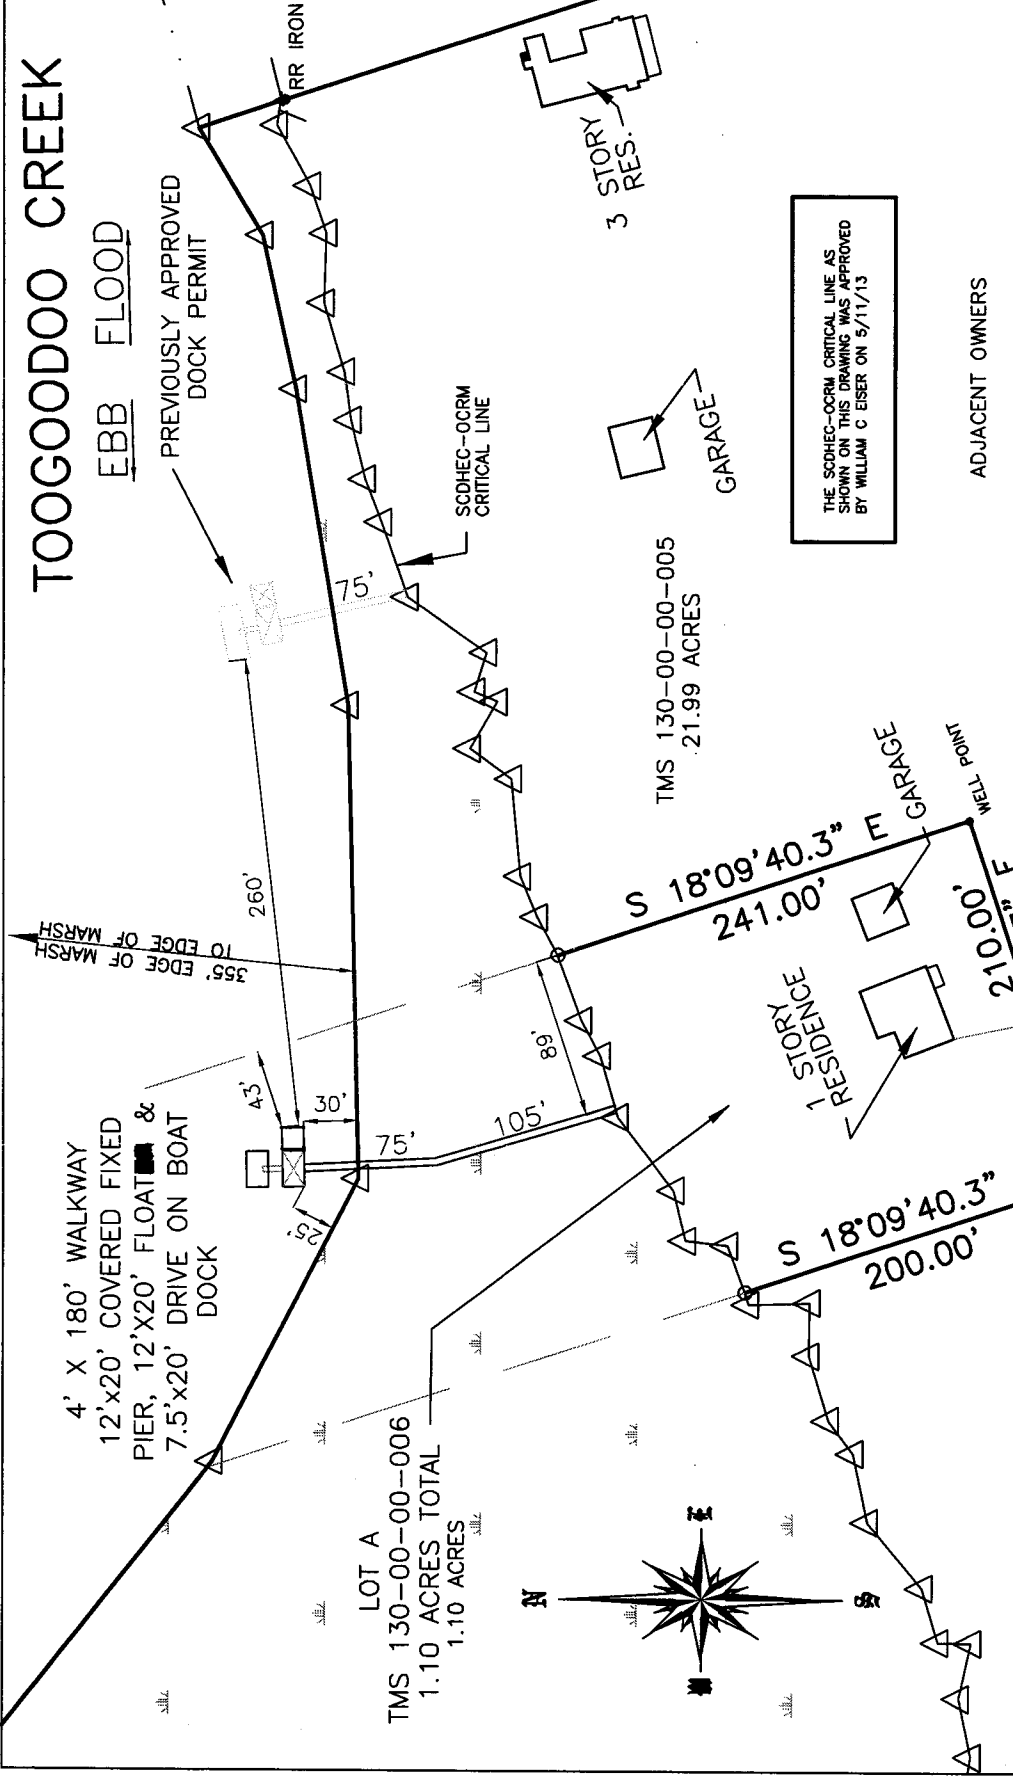 TOOGOODOO CREEK
EBB FLOOD
PREVIOUSLY APPROVED
DOCK PERMIT
RR IRON
3 STORY
RES.
75'
SCDHEC-OCRM
CRITICAL LINE
GARAGE
THE SCDHEC-OCRM CRITICAL LINE AS
SHOWN ON THIS DRAWING WAS APPROVED
BY WILLIAM C EISER ON 5/11/13
ADJACENT OWNERS
TMS 130-00-00-005
21.99 ACRES
260'
355' EDGE OF MARSH
TO EDGE OF MARSH
4' X 180' WALKWAY
12'x20' COVERED FIXED
PIER, 12'X20' FLOAT &
7.5'x20' DRIVE ON BOAT
DOCK
43'
30'
25'
75'
105'
89'
S 18°09'40.3" E
241.00'
GARAGE
WELL POINT
210.00'
1 STORY
RESIDENCE
S 18°09'40.3"
200.00'
LOT A
TMS 130-00-00-006
1.10 ACRES TOTAL
1.10 ACRES
N
E
S
W